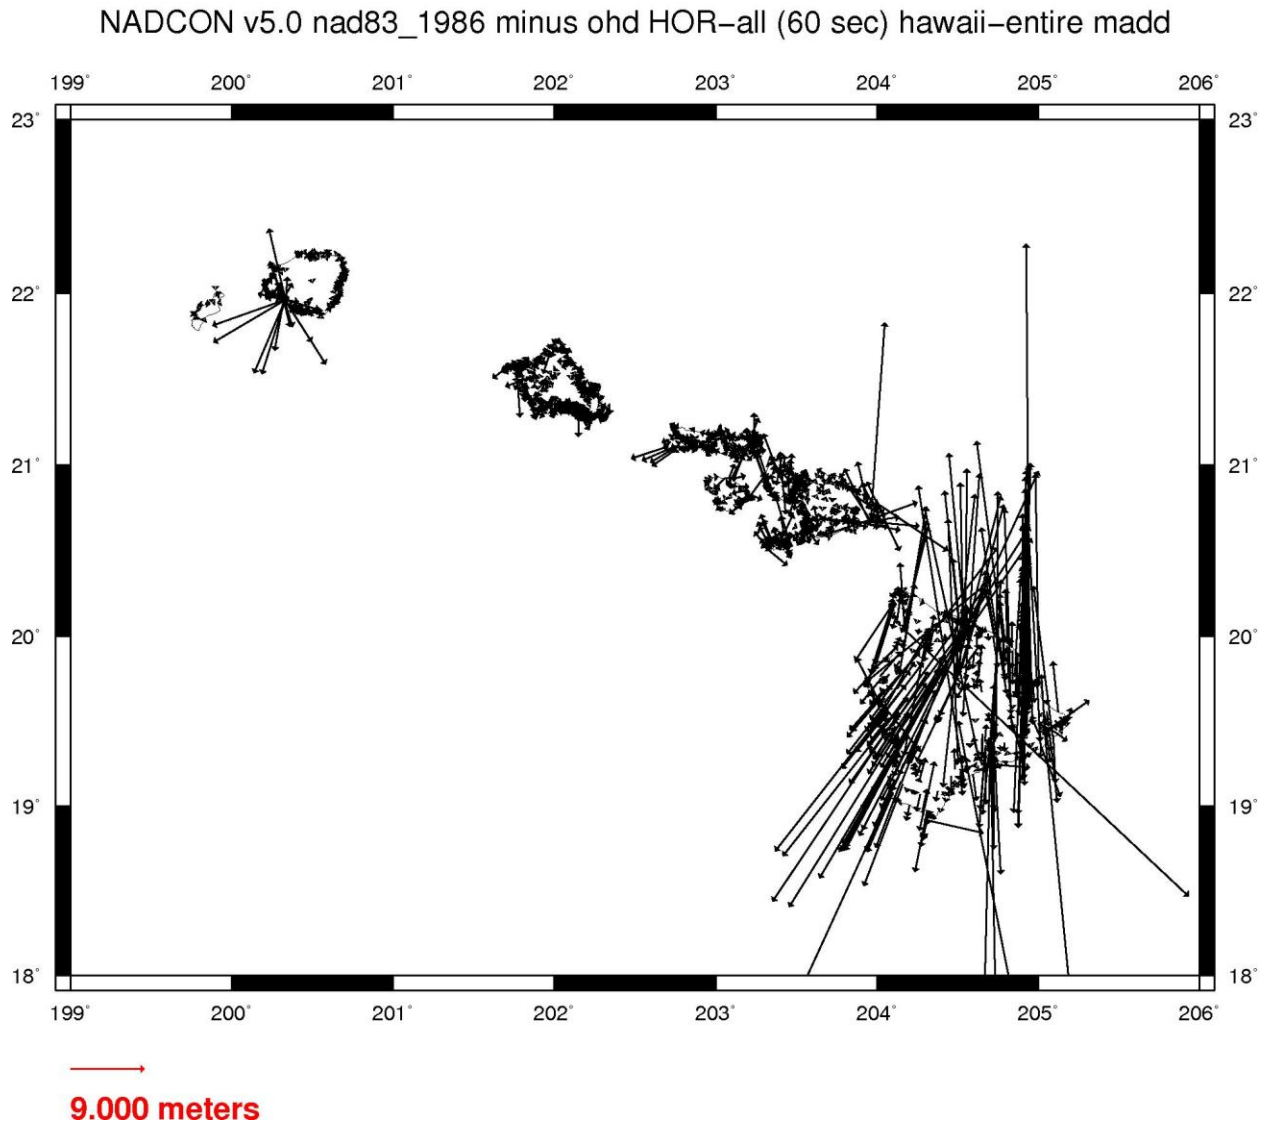 NADCON v5.0 nad83_1986 minus ohd HOR−all (60 sec) hawaii−entire madd
199° 200° 201° 202° 203° 204° 205° 206°
23° 23°
22° 22°
21° 21°
20° 20°
19° 19°
18° 18°
199° 200° 201° 202° 203° 204° 205° 206°
9.000 meters